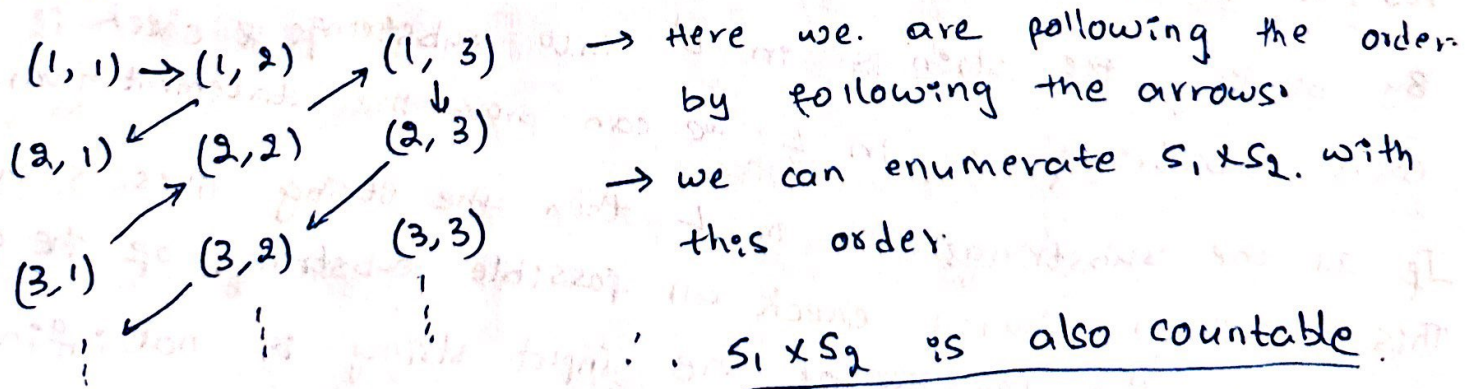 (1, 1) → (1, 2) (1, 3) → Here we. are following the order
(2, 1) (2, 2) (2, 3) by following the arrows.
→ we can enumerate S₁ × S₂. with
(3, 1) (3, 2) (3, 3) this order.
∴ S₁ × S₂ is also countable.